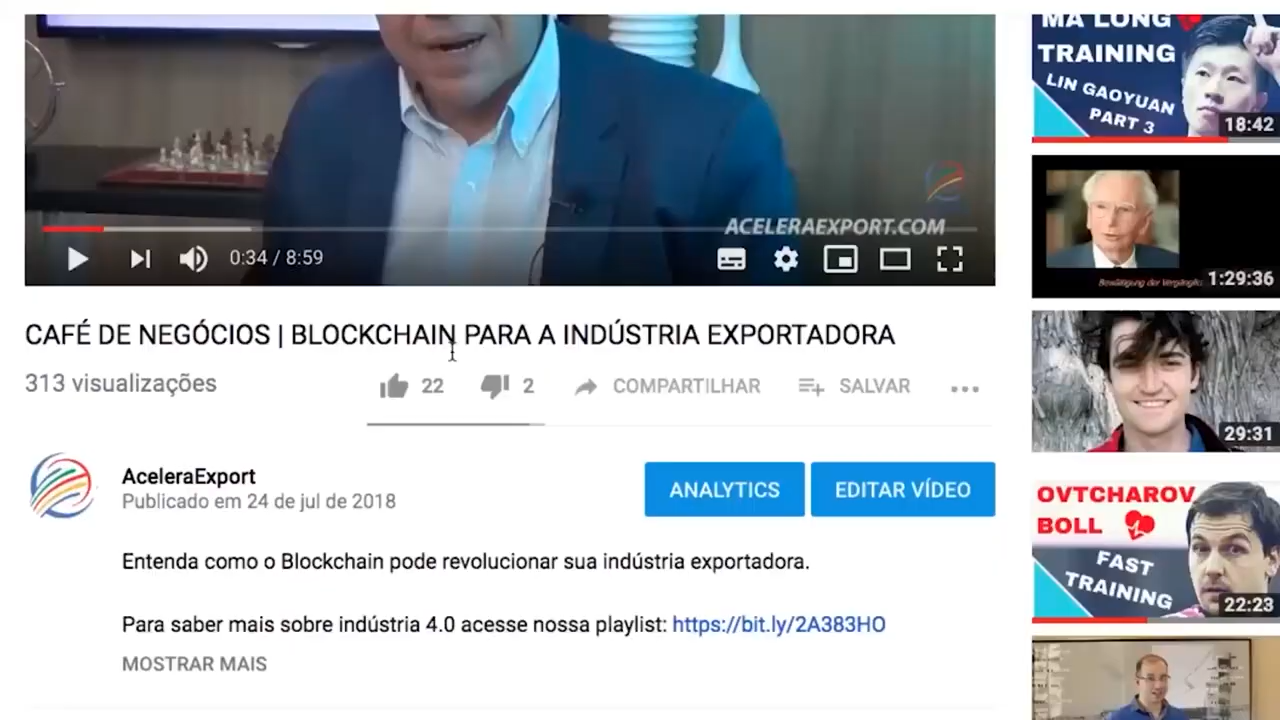 ACELERAEXPORT.COM
0:34 / 8:59
CAFÉ DE NEGÓCIOS | BLOCKCHAIN PARA A INDÚSTRIA EXPORTADORA
313 visualizações
22
2
COMPARTILHAR
SALVAR
AceleraExport
Publicado em 24 de jul de 2018
ANALYTICS
EDITAR VÍDEO
Entenda como o Blockchain pode revolucionar sua indústria exportadora.
Para saber mais sobre indústria 4.0 acesse nossa playlist: https://bit.ly/2A383HO
MOSTRAR MAIS
MA LONG
TRAINING
LIN GAOYUAN
PART 3
18:42
1:29:36
29:31
OVTCHAROV
BOLL
FAST
TRAINING
22:23